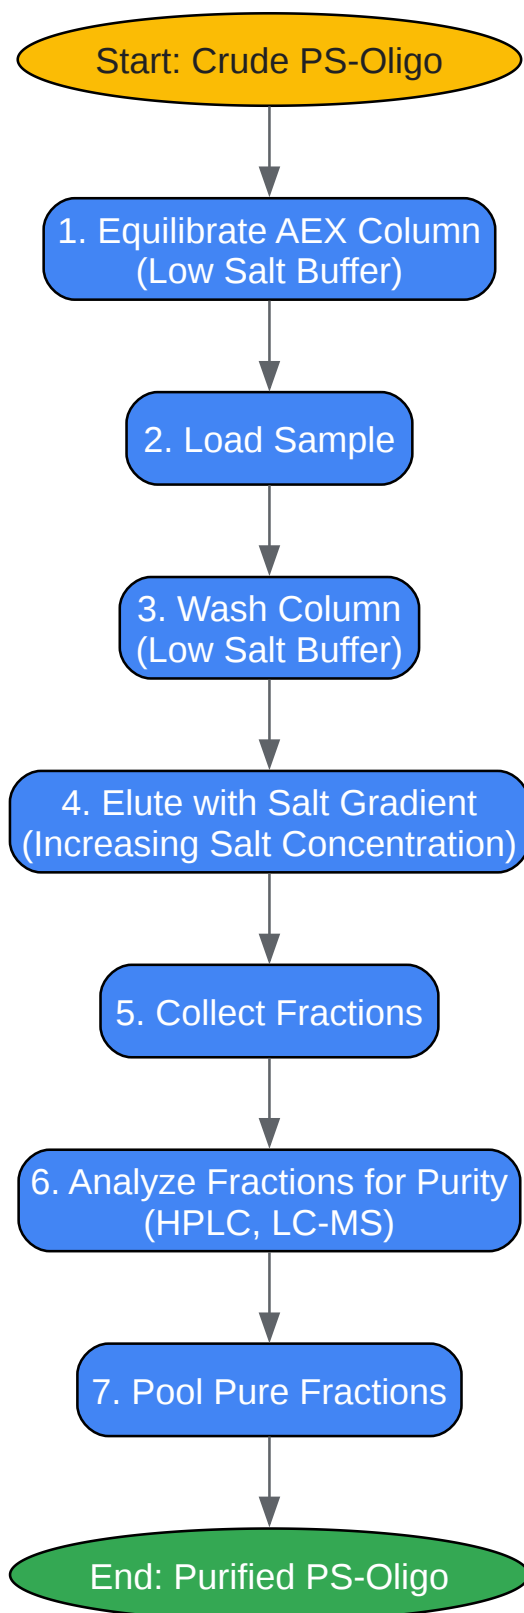 Start: Crude PS-Oligo
1. Equilibrate AEX Column
(Low Salt Buffer)
2. Load Sample
3. Wash Column
(Low Salt Buffer)
4. Elute with Salt Gradient
(Increasing Salt Concentration)
5. Collect Fractions
6. Analyze Fractions for Purity
(HPLC, LC-MS)
7. Pool Pure Fractions
End: Purified PS-Oligo